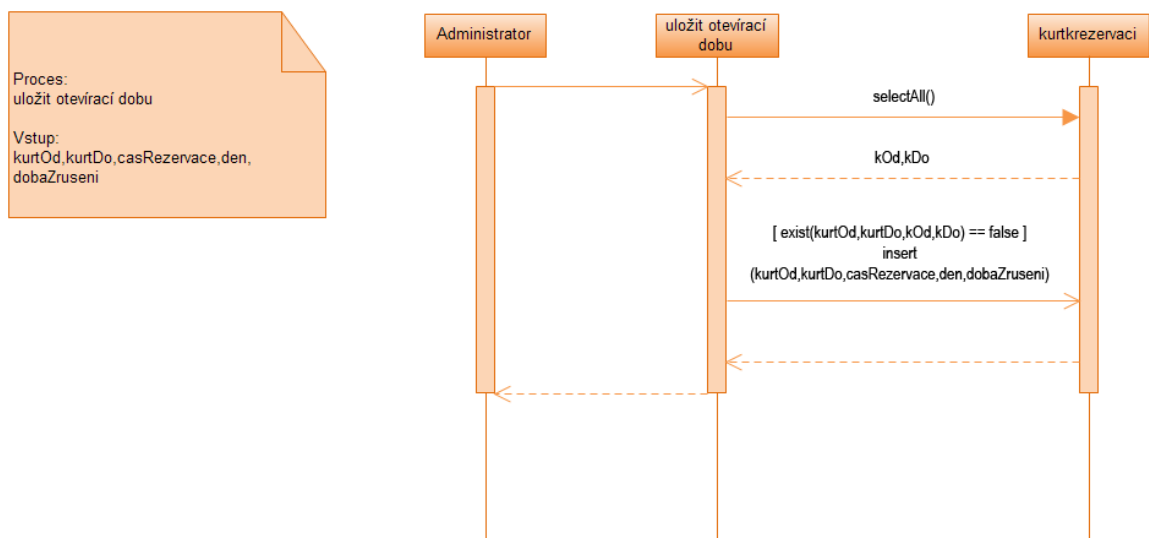 Proces:
uložit otevírací dobu
Vstup:
kurtOd,kurtDo,casRezervace,den,
dobaZruseni
Administrator
uložit otevírací
dobu
kurtkrezervaci
selectAll()
kOd,kDo
[ exist(kurtOd,kurtDo,kOd,kDo) == false ]
insert
(kurtOd,kurtDo,casRezervace,den,dobaZruseni)